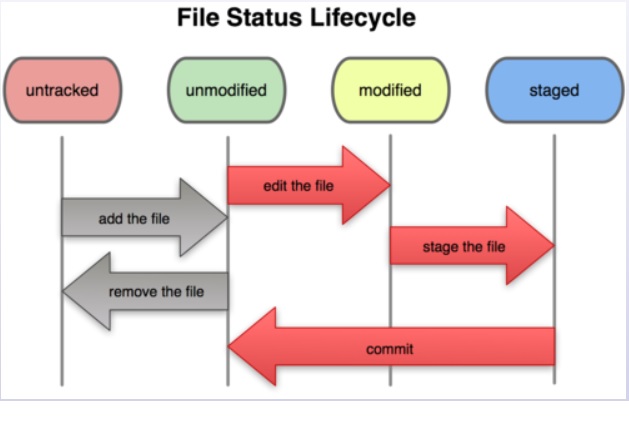 File Status Lifecycle
untracked
unmodified
modified
staged
edit the file
add the file
stage the file
remove the file
commit